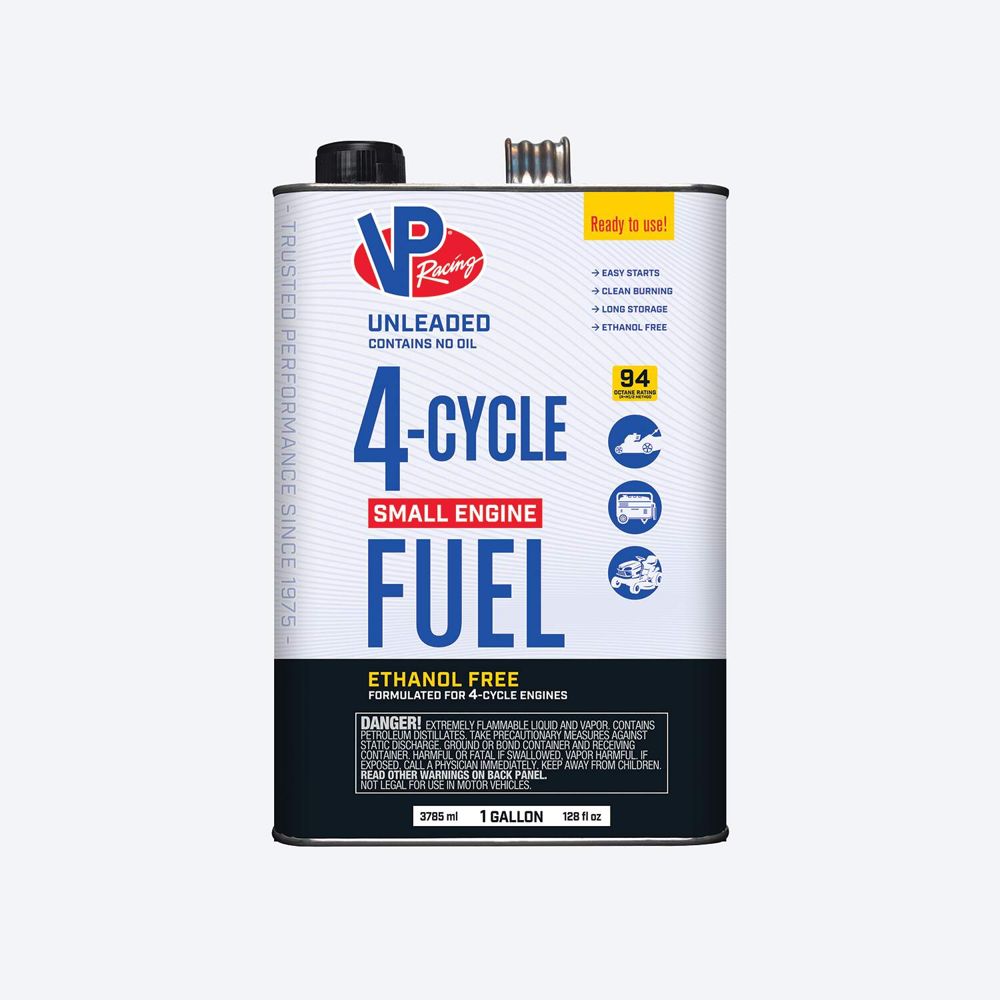 - TRUSTED PERFORMANCE SINCE 1975 -
VP
Racing
Ready to use!
→ EASY STARTS
→ CLEAN BURNING
→ LONG STORAGE
→ ETHANOL FREE
UNLEADED
CONTAINS NO OIL
94
OCTANE RATING
(R+M)/2 METHOD
4-CYCLE
SMALL ENGINE
FUEL
ETHANOL FREE
FORMULATED FOR 4-CYCLE ENGINES
DANGER! EXTREMELY FLAMMABLE LIQUID AND VAPOR. CONTAINS
PETROLEUM DISTILLATES. TAKE PRECAUTIONARY MEASURES AGAINST
STATIC DISCHARGE. GROUND OR BOND CONTAINER AND RECEIVING
CONTAINER. HARMFUL OR FATAL IF SWALLOWED, VAPOR HARMFUL. IF
EXPOSED, CALL A PHYSICIAN IMMEDIATELY. KEEP AWAY FROM CHILDREN.
READ OTHER WARNINGS ON BACK PANEL.
NOT LEGAL FOR USE IN MOTOR VEHICLES.
3785 ml 1 GALLON 128 fl oz